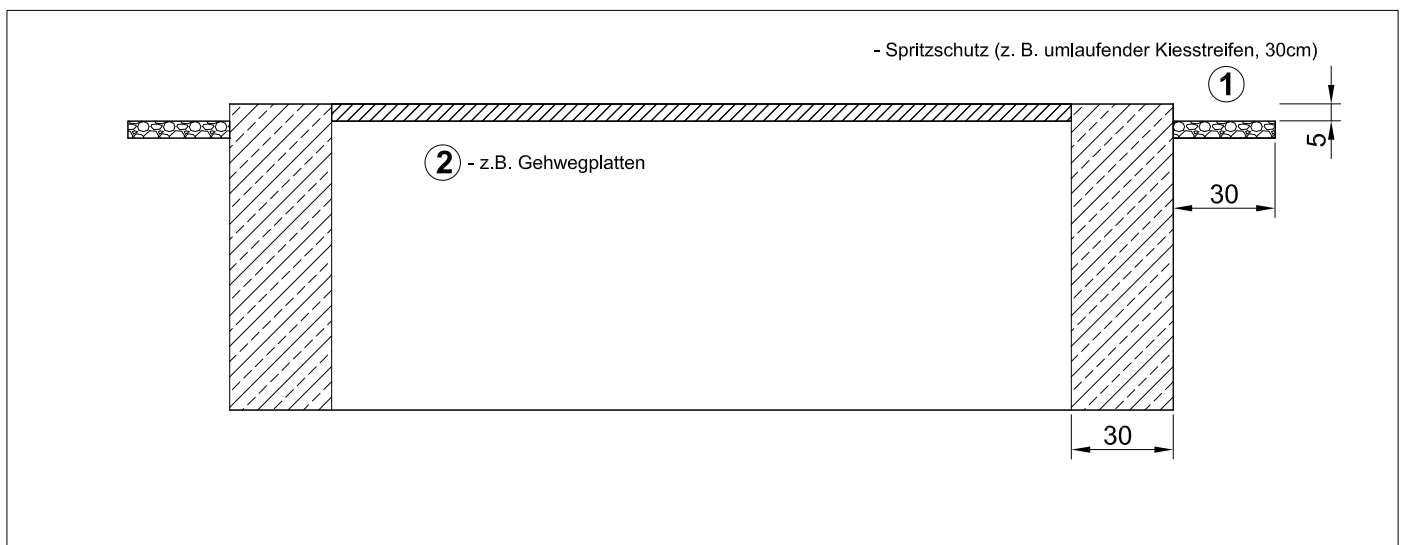 - Spritzschutz (z. B. umlaufender Kiesstreifen, 30cm)
1
5
2 - z.B. Gehwegplatten
30
30